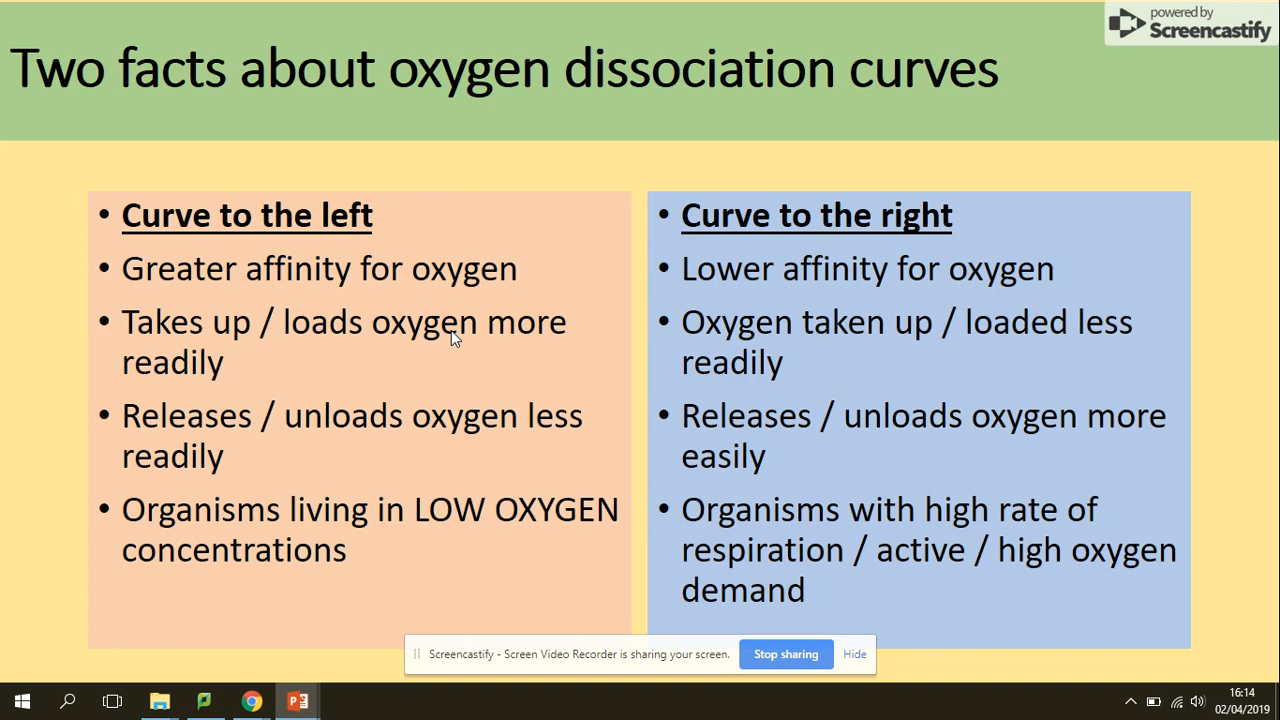 powered by
Screencastify
Two facts about oxygen dissociation curves
• Curve to the left
• Greater affinity for oxygen
• Takes up / loads oxygen more
readily
• Releases / unloads oxygen less
readily
• Organisms living in LOW OXYGEN
concentrations
• Curve to the right
• Lower affinity for oxygen
• Oxygen taken up / loaded less
readily
• Releases / unloads oxygen more
easily
• Organisms with high rate of
respiration / active / high oxygen
demand
Screencastify - Screen Video Recorder is sharing your screen. Stop sharing Hide
16:14
02/04/2019